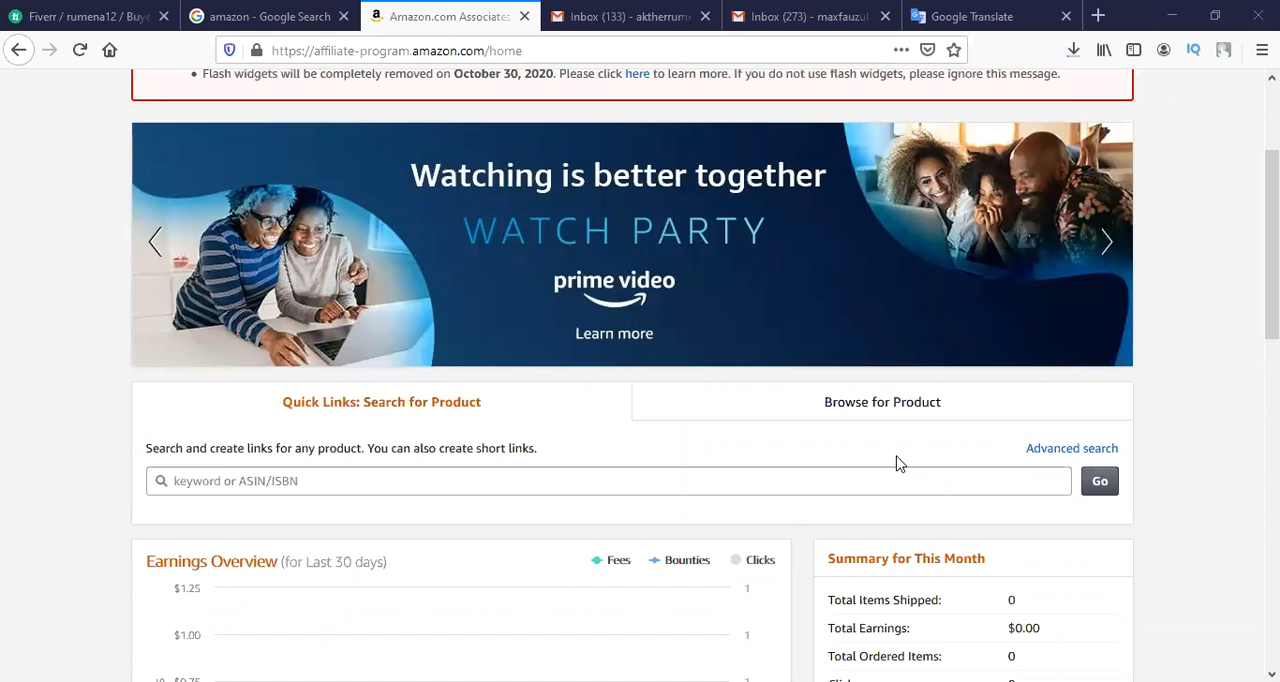 Fiverr / rumena12 / Buye
amazon - Google Search
Amazon.com Associates
Inbox (133) - aktherrume
Inbox (273) - maxfauzul
Google Translate
https://affiliate-program.amazon.com/home
IQ
• Flash widgets will be completely removed on October 30, 2020. Please click here to learn more. If you do not use flash widgets, please ignore this message.
Watching is better together
WATCH PARTY
prime video
Learn more
Quick Links: Search for Product
Browse for Product
Search and create links for any product. You can also create short links.
Advanced search
keyword or ASIN/ISBN
Go
Earnings Overview (for Last 30 days)
Fees
Bounties
Clicks
$1.25
1
$1.00
1
$0.75
1
Summary for This Month
Total Items Shipped: 0
Total Earnings: $0.00
Total Ordered Items: 0